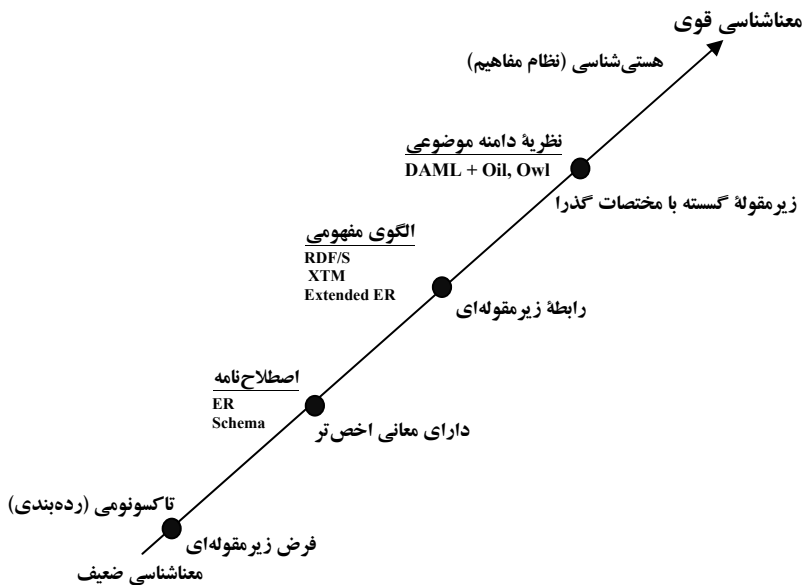 معناشناسی قوی
هستی‌شناسی (نظام مفاهیم)
نظریهٔ دامنه موضوعی
DAML + Oil, Owl
زیرمقولهٔ گسسته با مختصات گذرا
الگوی مفهومی
RDF/S
XTM
Extended ER
رابطهٔ زیرمقوله‌ای
اصطلاح‌نامه
ER
Schema
دارای معانی اخص‌تر
تاکسونومی (رده‌بندی)
فرض زیرمقوله‌ای
معناشناسی ضعیف